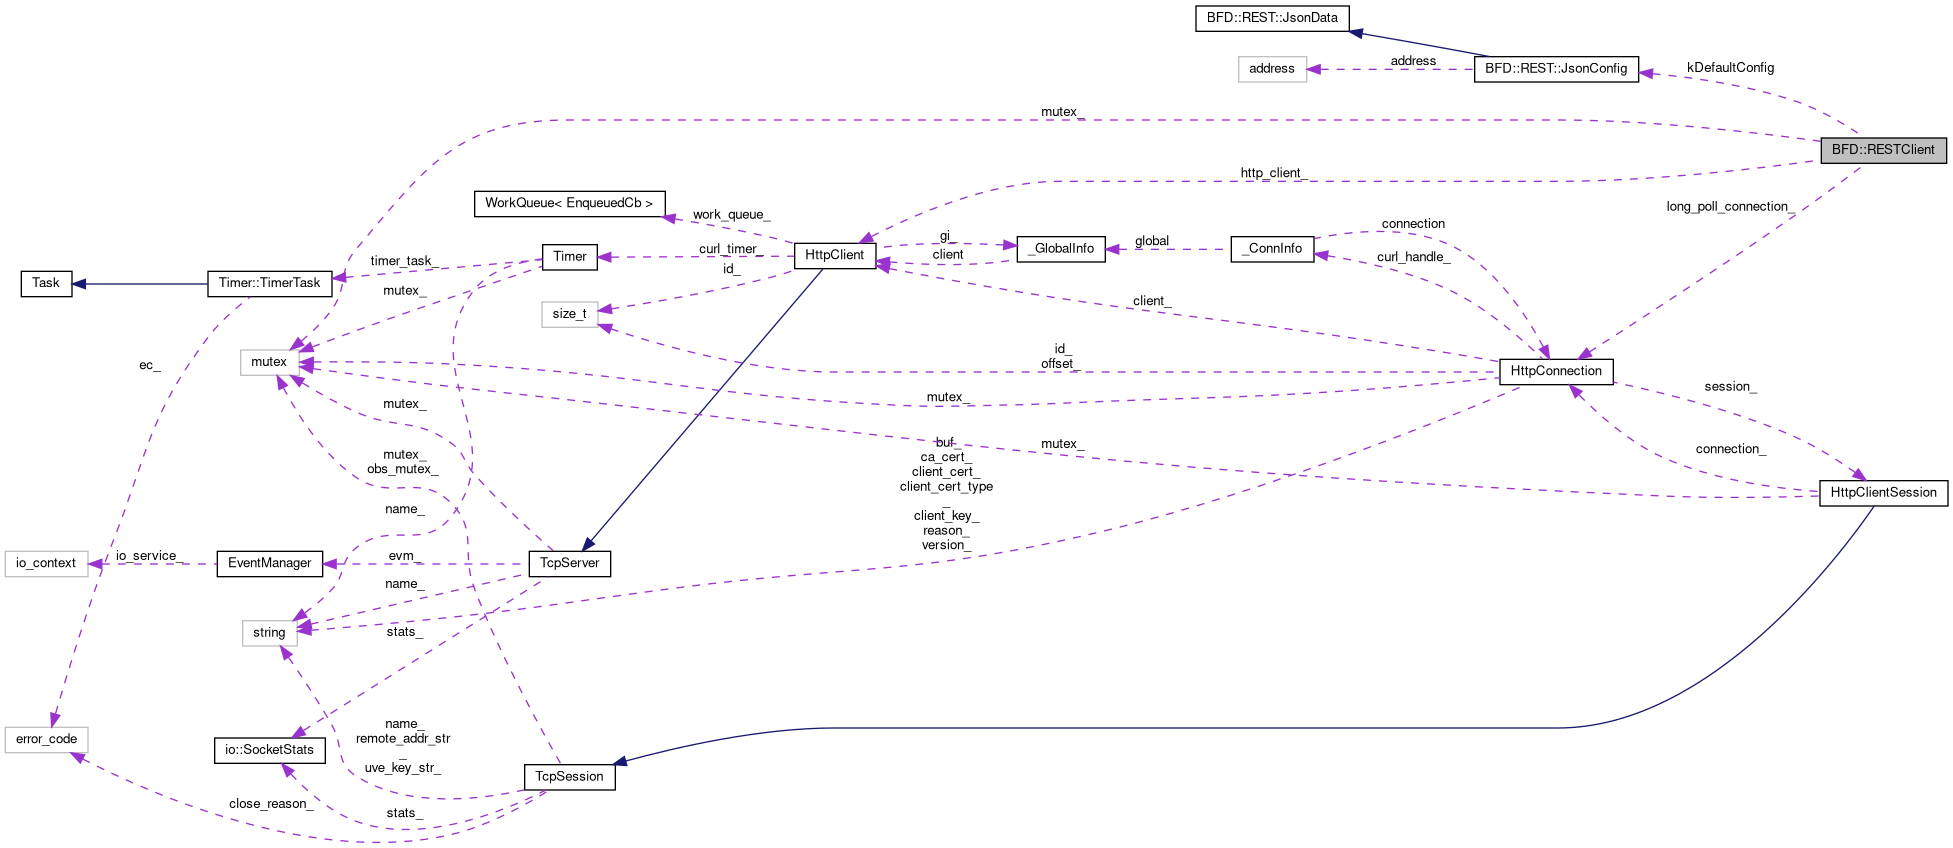 BFD::REST::JsonData
address
address
BFD::REST::JsonConfig
kDefaultConfig
mutex_
BFD::RESTClient
http_client_
WorkQueue< EnqueuedCb >
work_queue_
long_poll_connection_
connection
gi_
_GlobalInfo
global
_ConnInfo
client
HttpClient
curl_timer_
Timer
curl_handle_
timer_task_
id_
Task
Timer::TimerTask
mutex_
client_
size_t
id_
offset_
mutex
ec_
HttpConnection
session_
mutex_
mutex_
buf_
ca_cert_
client_cert_
client_cert_type
_
client_key_
reason_
version_
mutex_
connection_
mutex_
obs_mutex_
HttpClientSession
name_
io_context
io_service_
EventManager
evm_
TcpServer
name_
string
stats_
name_
remote_addr_str
_
uve_key_str_
error_code
io::SocketStats
TcpSession
close_reason_
stats_